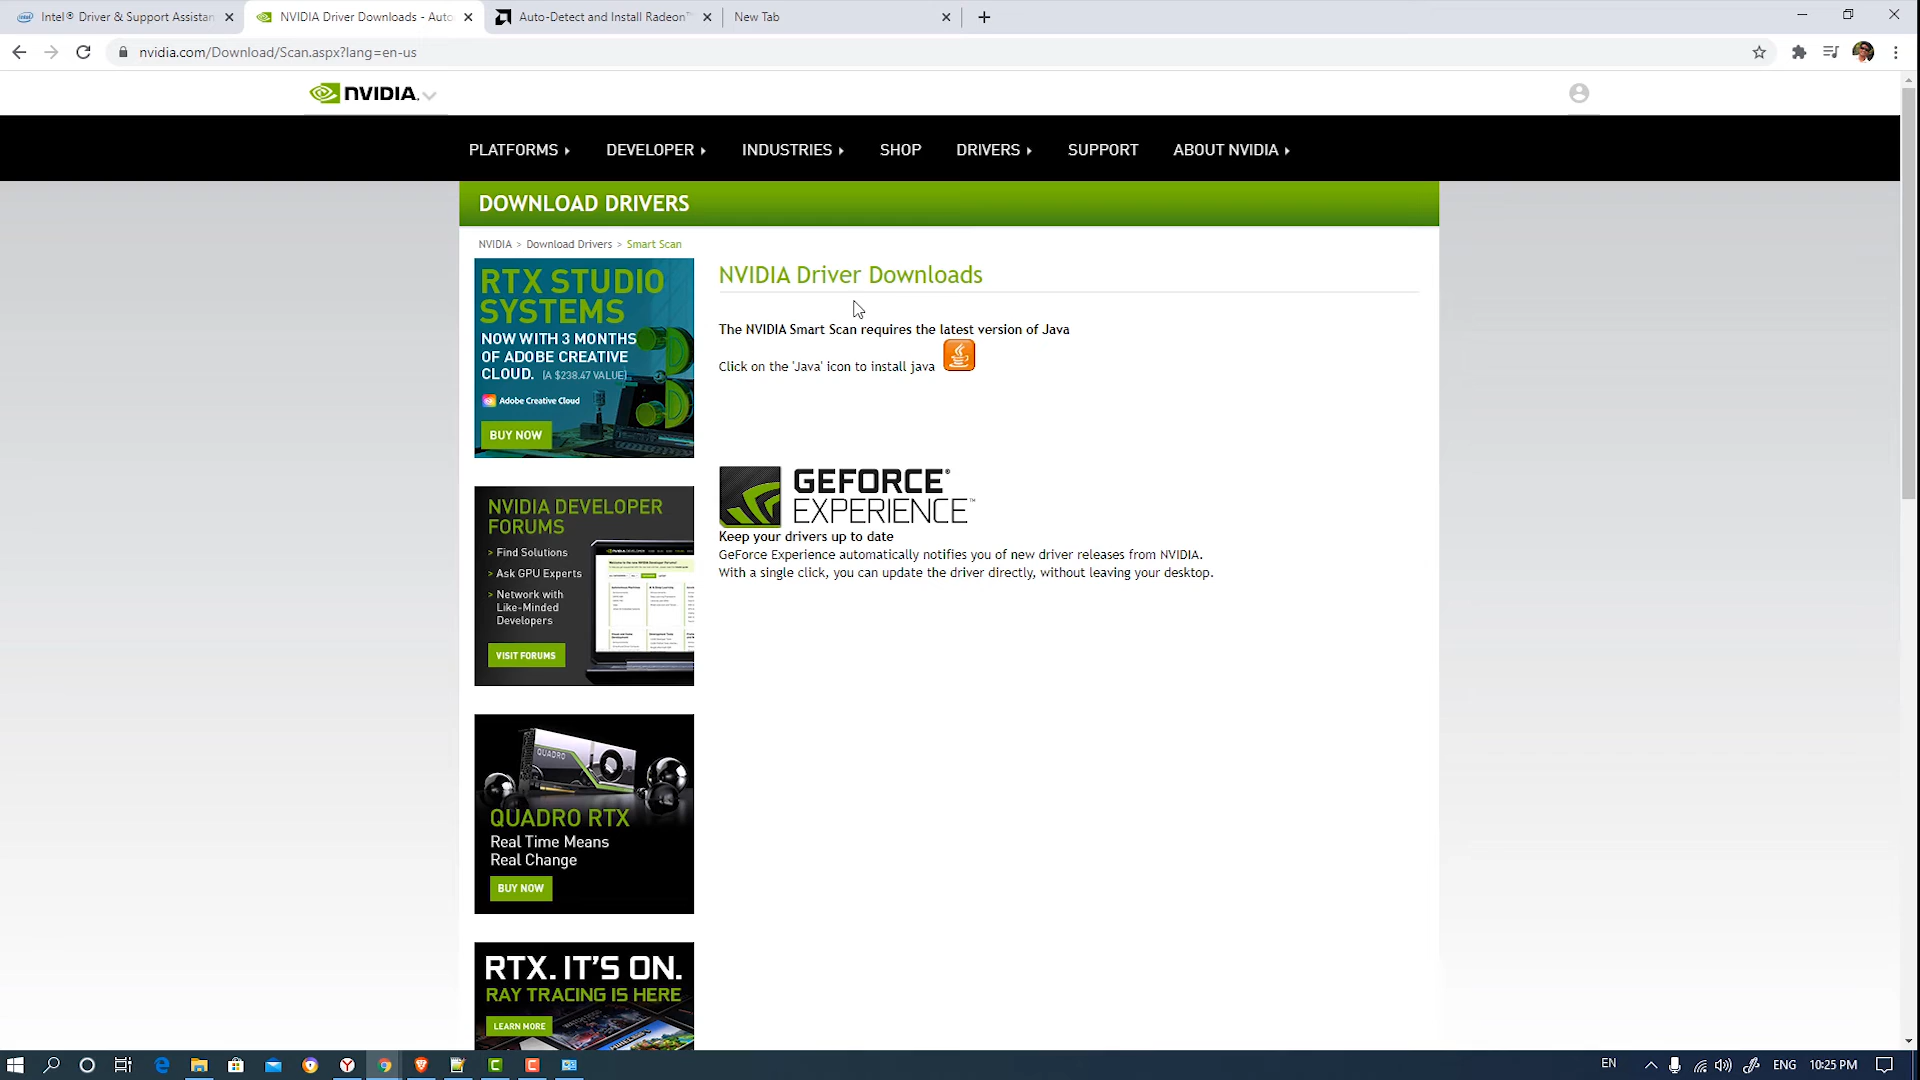 Intel® Driver & Support Assistan
NVIDIA Driver Downloads - Auto
Auto-Detect and Install Radeon™
New Tab
nvidia.com/Download/Scan.aspx?lang=en-us
NVIDIA.
PLATFORMS
DEVELOPER
INDUSTRIES
SHOP
DRIVERS
SUPPORT
ABOUT NVIDIA
DOWNLOAD DRIVERS
NVIDIA > Download Drivers > Smart Scan
RTX STUDIO
SYSTEMS
NOW WITH 3 MONTHS
OF ADOBE CREATIVE
CLOUD. (A $238.47 VALUE)
Adobe Creative Cloud
BUY NOW
NVIDIA Driver Downloads
The NVIDIA Smart Scan requires the latest version of Java
Click on the 'Java' icon to install java
GEFORCE®
EXPERIENCE™
Keep your drivers up to date
GeForce Experience automatically notifies you of new driver releases from NVIDIA.
With a single click, you can update the driver directly, without leaving your desktop.
NVIDIA DEVELOPER
FORUMS
> Find Solutions
> Ask GPU Experts
> Network with
Like-Minded
Developers
VISIT FORUMS
QUADRO
QUADRO RTX
Real Time Means
Real Change
BUY NOW
RTX. IT'S ON.
RAY TRACING IS HERE
LEARN MORE
EN
ENG
10:25 PM